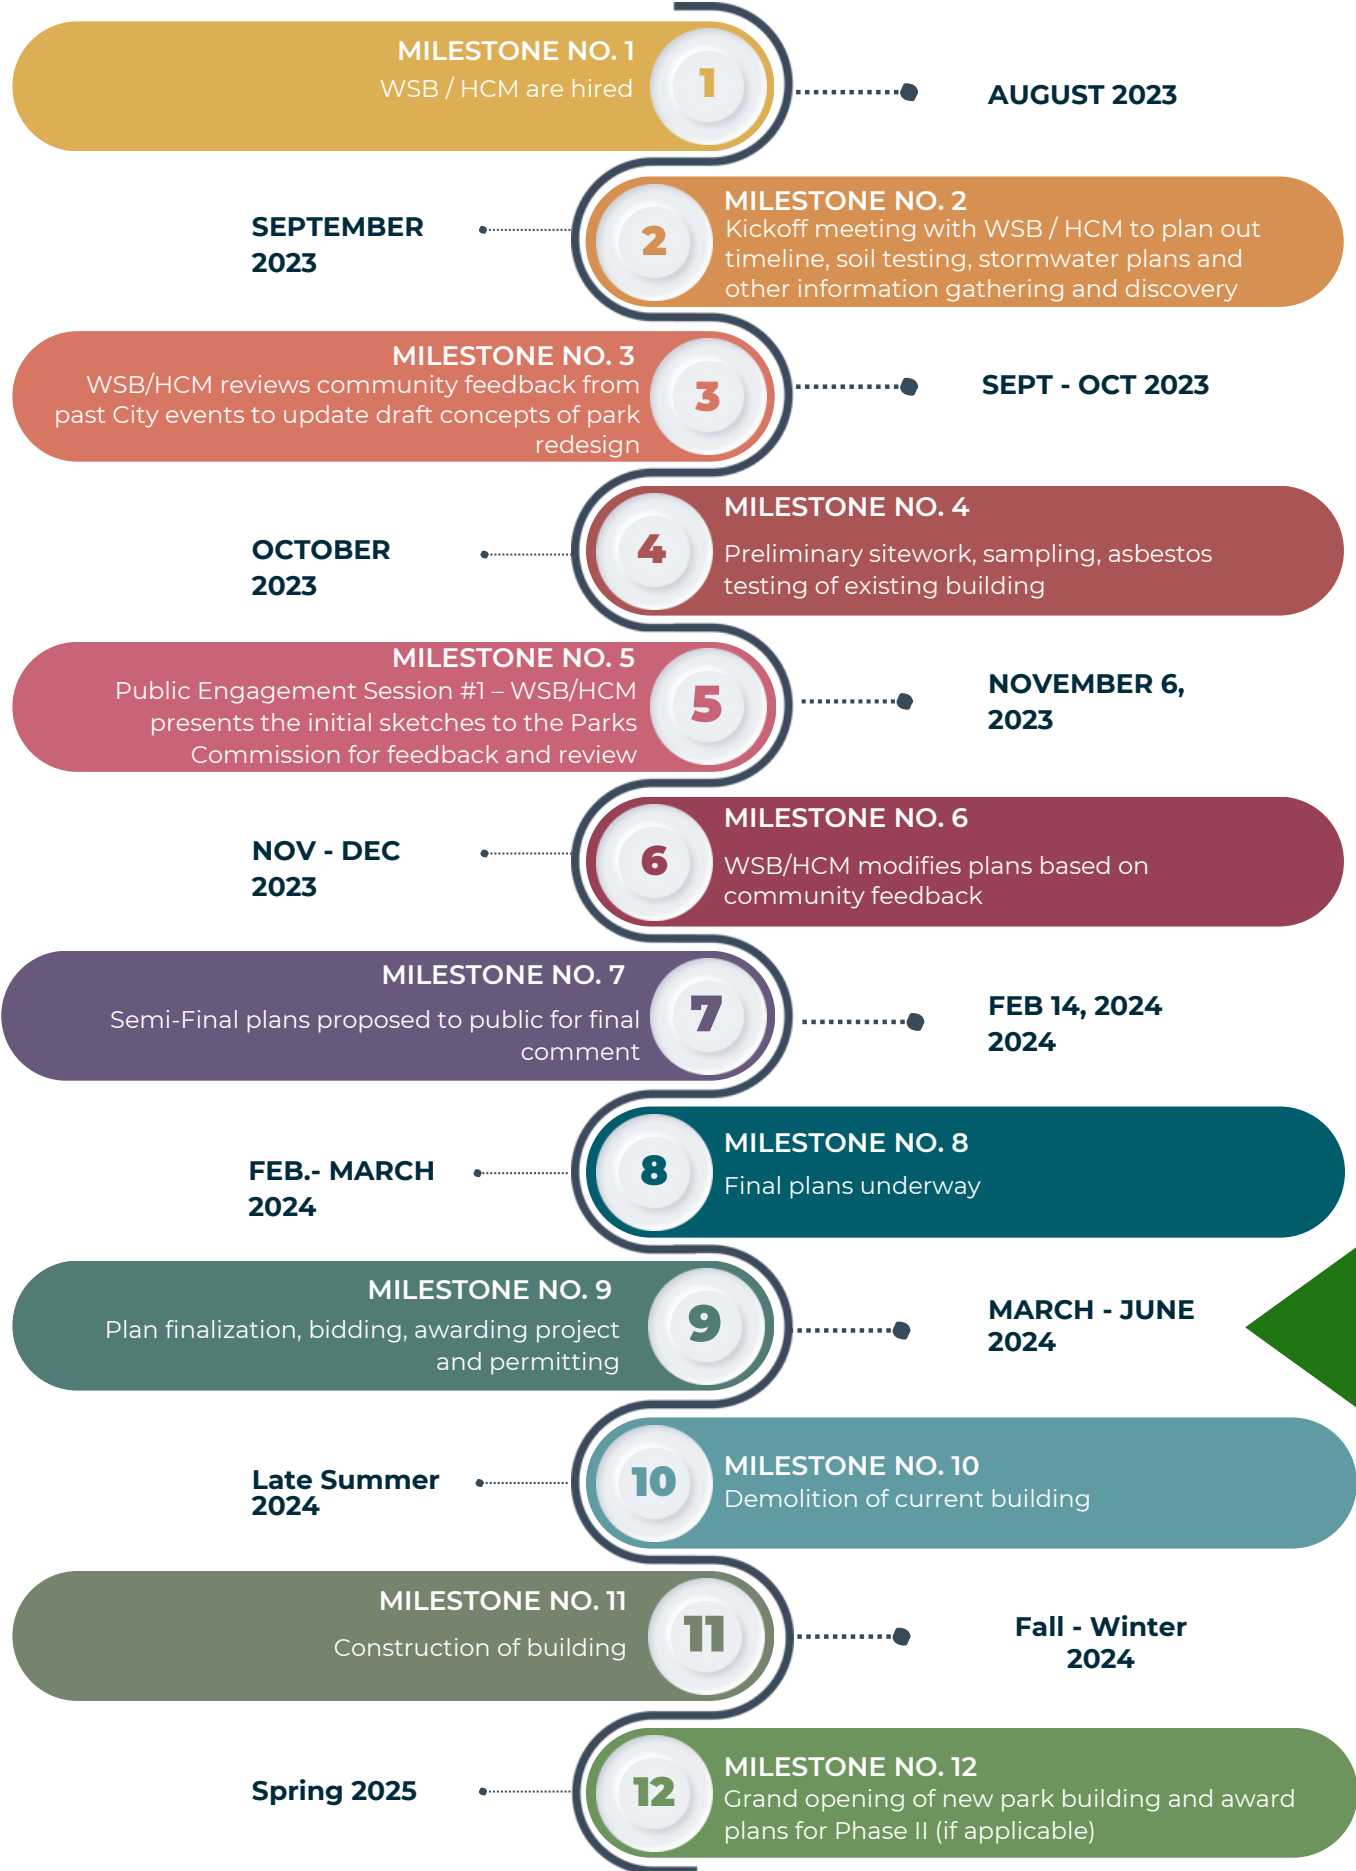 MILESTONE NO. 1
WSB / HCM are hired
1
AUGUST 2023
SEPTEMBER
2023
2
MILESTONE NO. 2
Kickoff meeting with WSB / HCM to plan out
timeline, soil testing, stormwater plans and
other information gathering and discovery
MILESTONE NO. 3
WSB/HCM reviews community feedback from
past City events to update draft concepts of park
redesign
3
SEPT - OCT 2023
OCTOBER
2023
4
MILESTONE NO. 4
Preliminary sitework, sampling, asbestos
testing of existing building
MILESTONE NO. 5
Public Engagement Session #1 – WSB/HCM
presents the initial sketches to the Parks
Commission for feedback and review
5
NOVEMBER 6,
2023
NOV - DEC
2023
6
MILESTONE NO. 6
WSB/HCM modifies plans based on
community feedback
MILESTONE NO. 7
Semi-Final plans proposed to public for final
comment
7
FEB 14, 2024
2024
FEB.- MARCH
2024
8
MILESTONE NO. 8
Final plans underway
MILESTONE NO. 9
Plan finalization, bidding, awarding project
and permitting
9
MARCH - JUNE
2024
Late Summer
2024
10
MILESTONE NO. 10
Demolition of current building
MILESTONE NO. 11
Construction of building
11
Fall - Winter
2024
Spring 2025
12
MILESTONE NO. 12
Grand opening of new park building and award
plans for Phase II (if applicable)